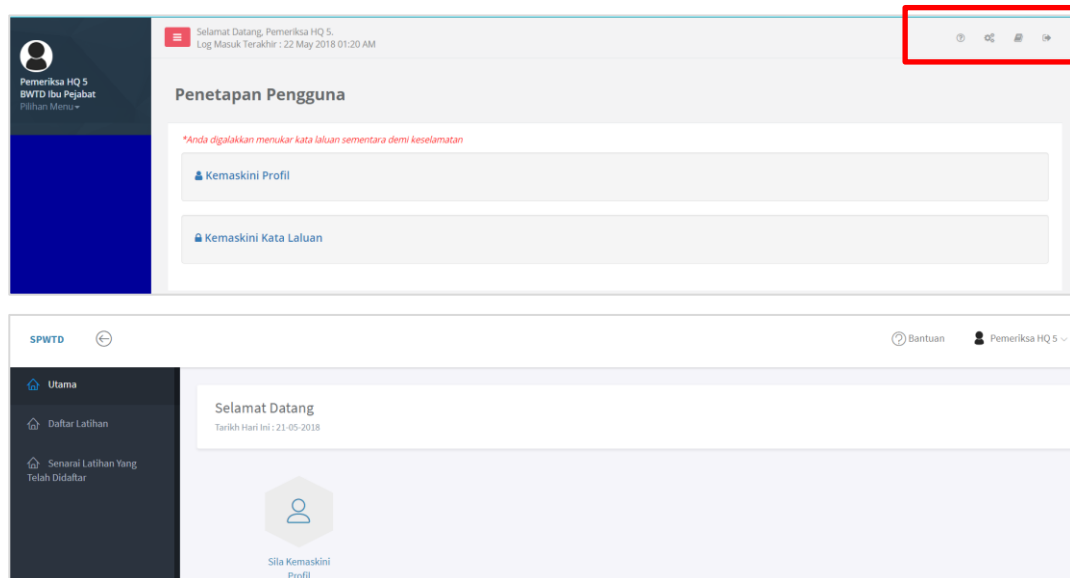 Selamat Datang, Pemeriksa HQ 5.
Log Masuk Terakhir : 22 May 2018 01:20 AM
Pemeriksa HQ 5
BWTD Ibu Pejabat
Pilihan Menu
Penetapan Pengguna
*Anda digalakkan menukar kata laluan sementara demi keselamatan
Kemaskini Profil
Kemaskini Kata Laluan
SPWTD
Bantuan
Pemeriksa HQ 5
Utama
Daftar Latihan
Senarai Latihan Yang
Telah Didaftar
Selamat Datang
Tarikh Hari Ini : 21-05-2018
Sila Kemaskini
Profil